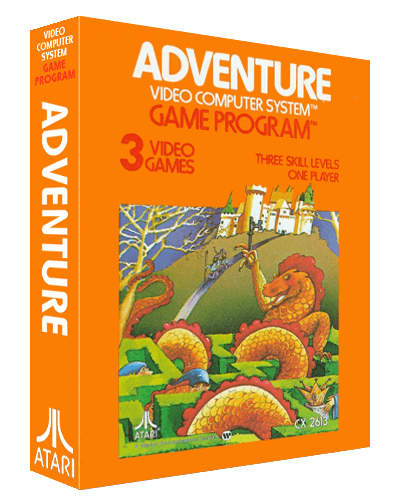 VIDEO
COMPUTER
SYSTEM
GAME
PROGRAM
ADVENTURE
ATARI
ADVENTURE
VIDEO COMPUTER SYSTEM™
GAME PROGRAM™
3 VIDEO
GAMES
THREE SKILL LEVELS
ONE PLAYER
ATARI
CX 2613